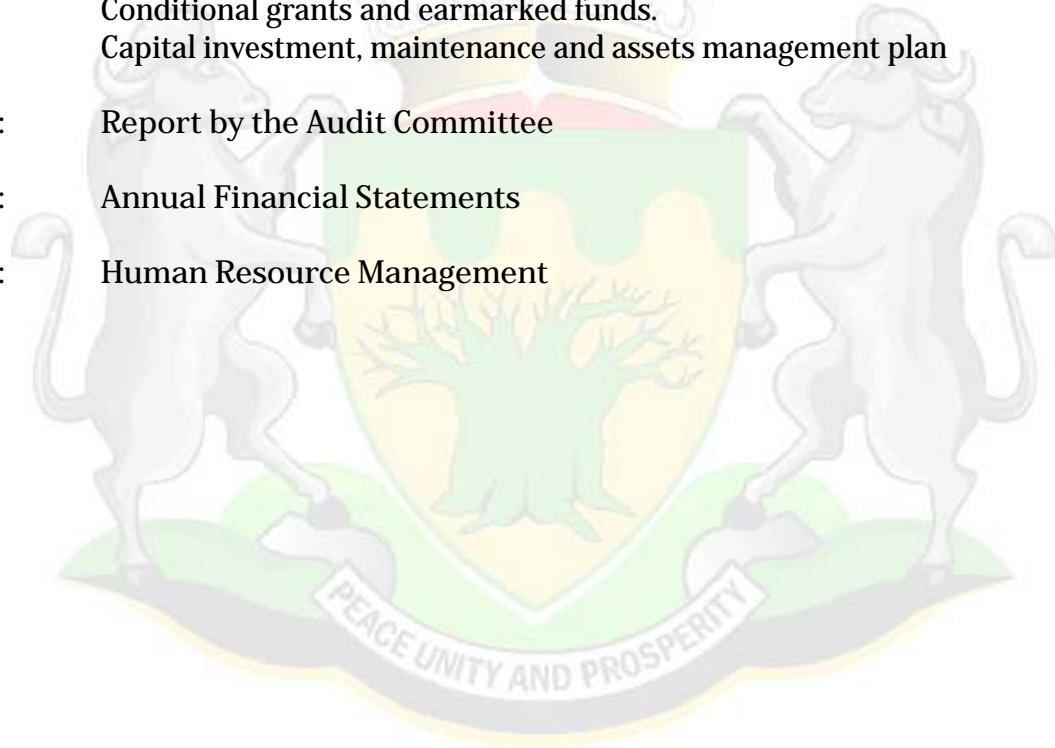 Conditional grants and earmarked funds.
Capital investment, maintenance and assets management plan
: Report by the Audit Committee
: Annual Financial Statements
: Human Resource Management
PEACE UNITY AND PROSPERITY